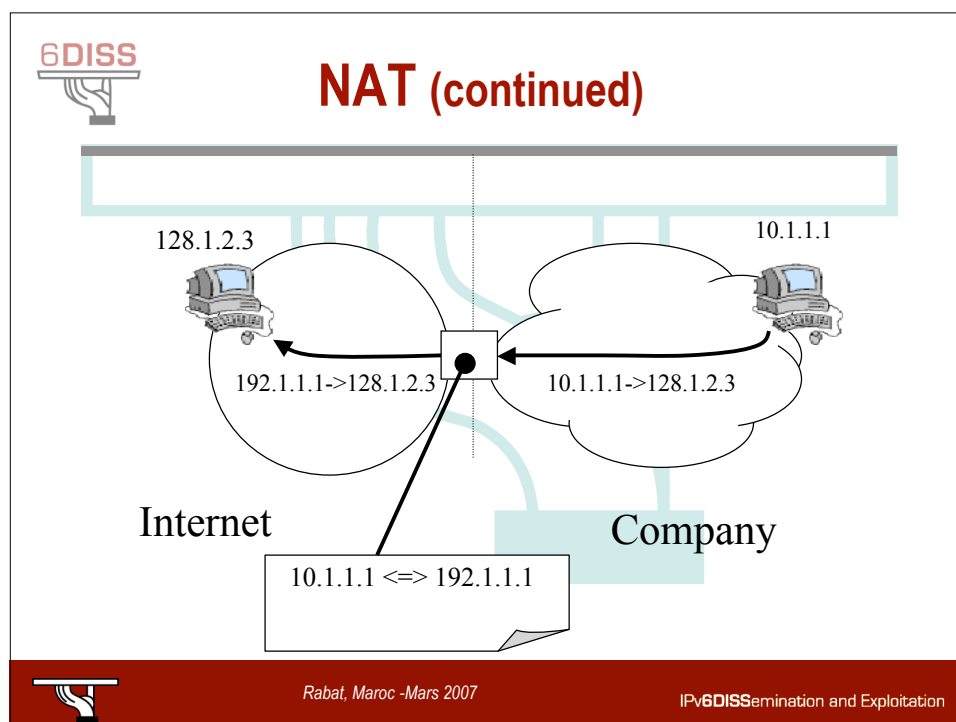 6DISS
NAT (continued)
128.1.2.3
10.1.1.1
192.1.1.1->128.1.2.3
10.1.1.1->128.1.2.3
Internet
Company
10.1.1.1 <=> 192.1.1.1
Rabat, Maroc -Mars 2007
IPv6DISSemination and Exploitation